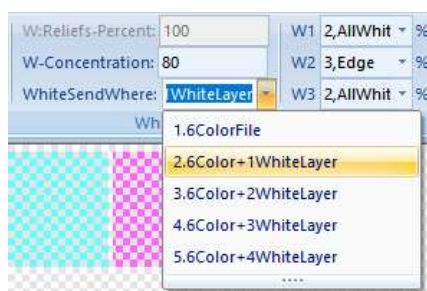 W:Reliefs-Percent: 100 W1 2,AllWhit %
W-Concentration: 80 W2 3,Edge %
WhiteSendWhere: WhiteLayer W3 2,AllWhit %
Wh
1.6ColorFile
2.6Color+1WhiteLayer
3.6Color+2WhiteLayer
4.6Color+3WhiteLayer
5.6Color+4WhiteLayer